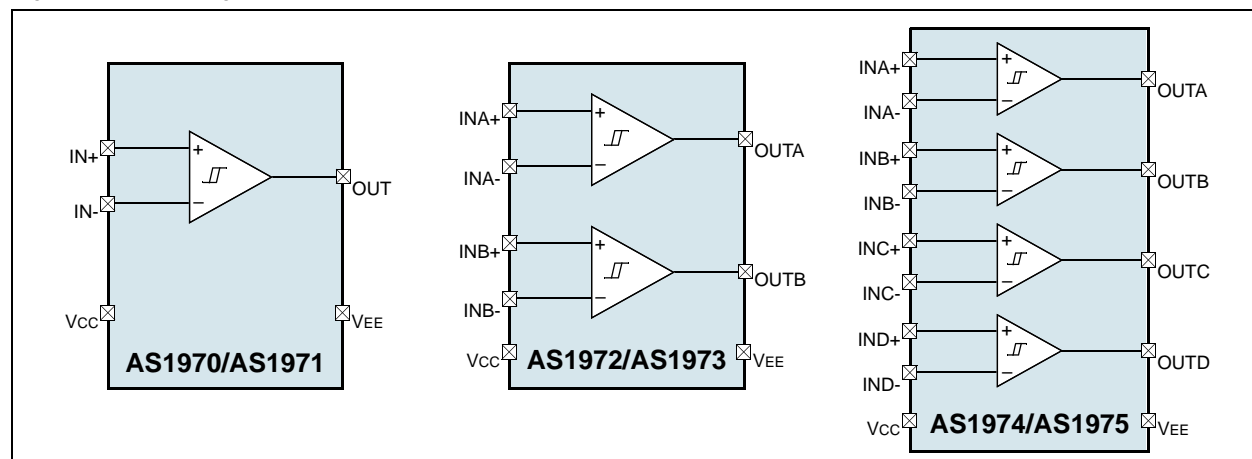 IN+
+
OUT
IN-
−
VCC
VEE
AS1970/AS1971
INA+
+
OUTA
INA-
−
INB+
+
OUTB
INB-
−
VCC
VEE
AS1972/AS1973
INA+
+
OUTA
INA-
−
INB+
+
OUTB
INB-
−
INC+
+
OUTC
INC-
−
IND+
+
OUTD
IND-
−
VCC
VEE
AS1974/AS1975